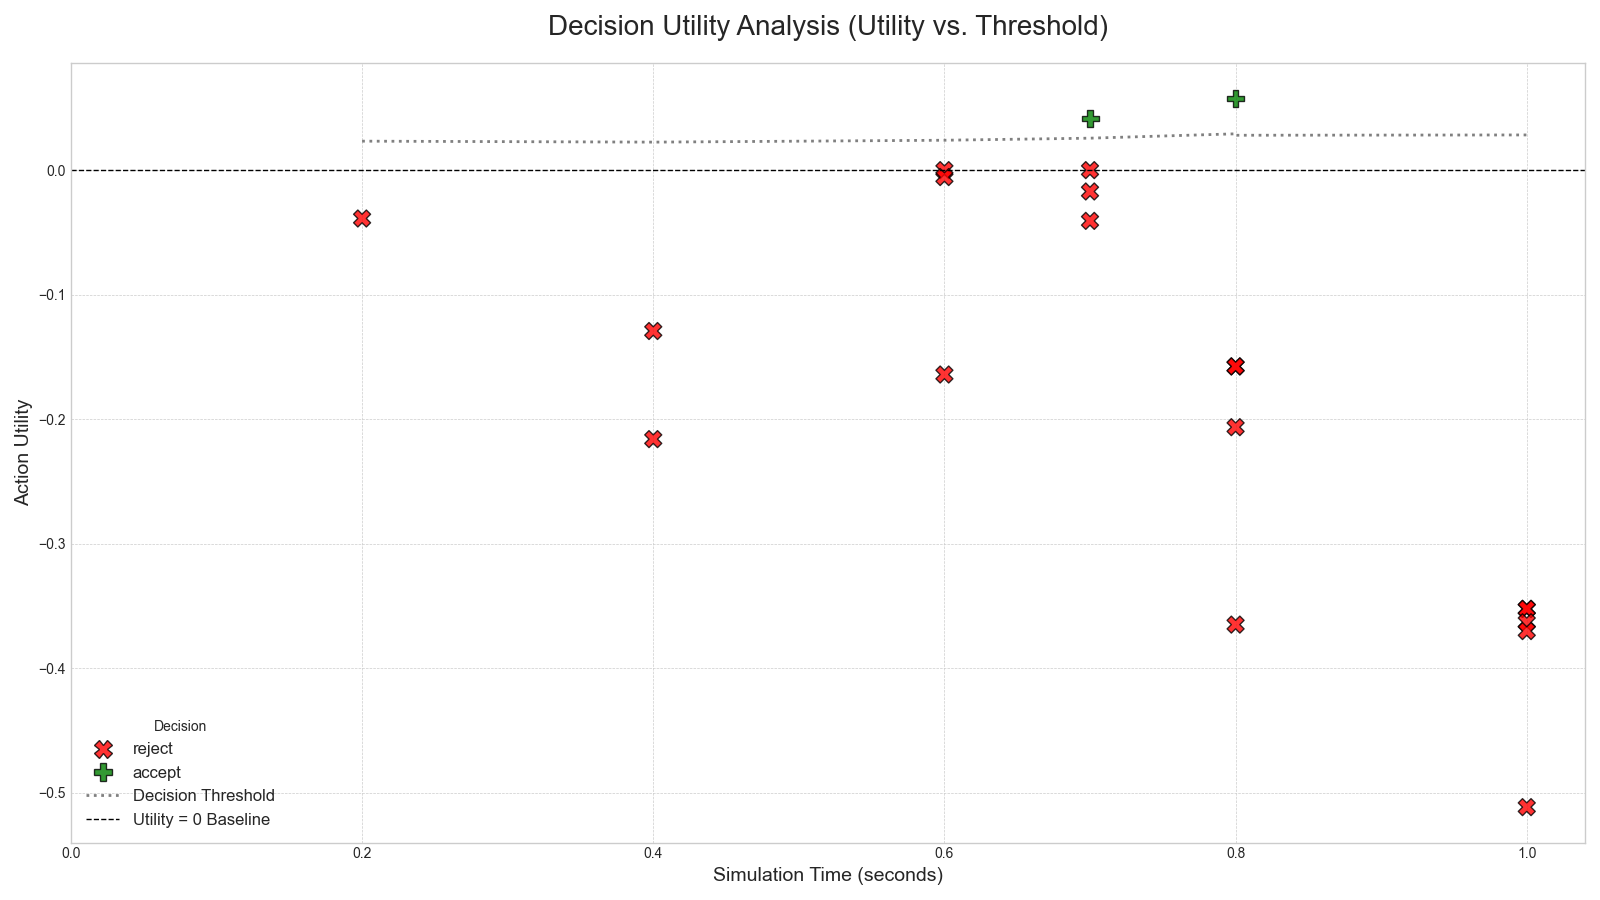 Decision Utility Analysis (Utility vs. Threshold)
Action Utility
0.0
−0.1
−0.2
−0.3
−0.4
−0.5
Decision
reject
accept
Decision Threshold
Utility = 0 Baseline
0.0 0.2 0.4 0.6 0.8 1.0
Simulation Time (seconds)